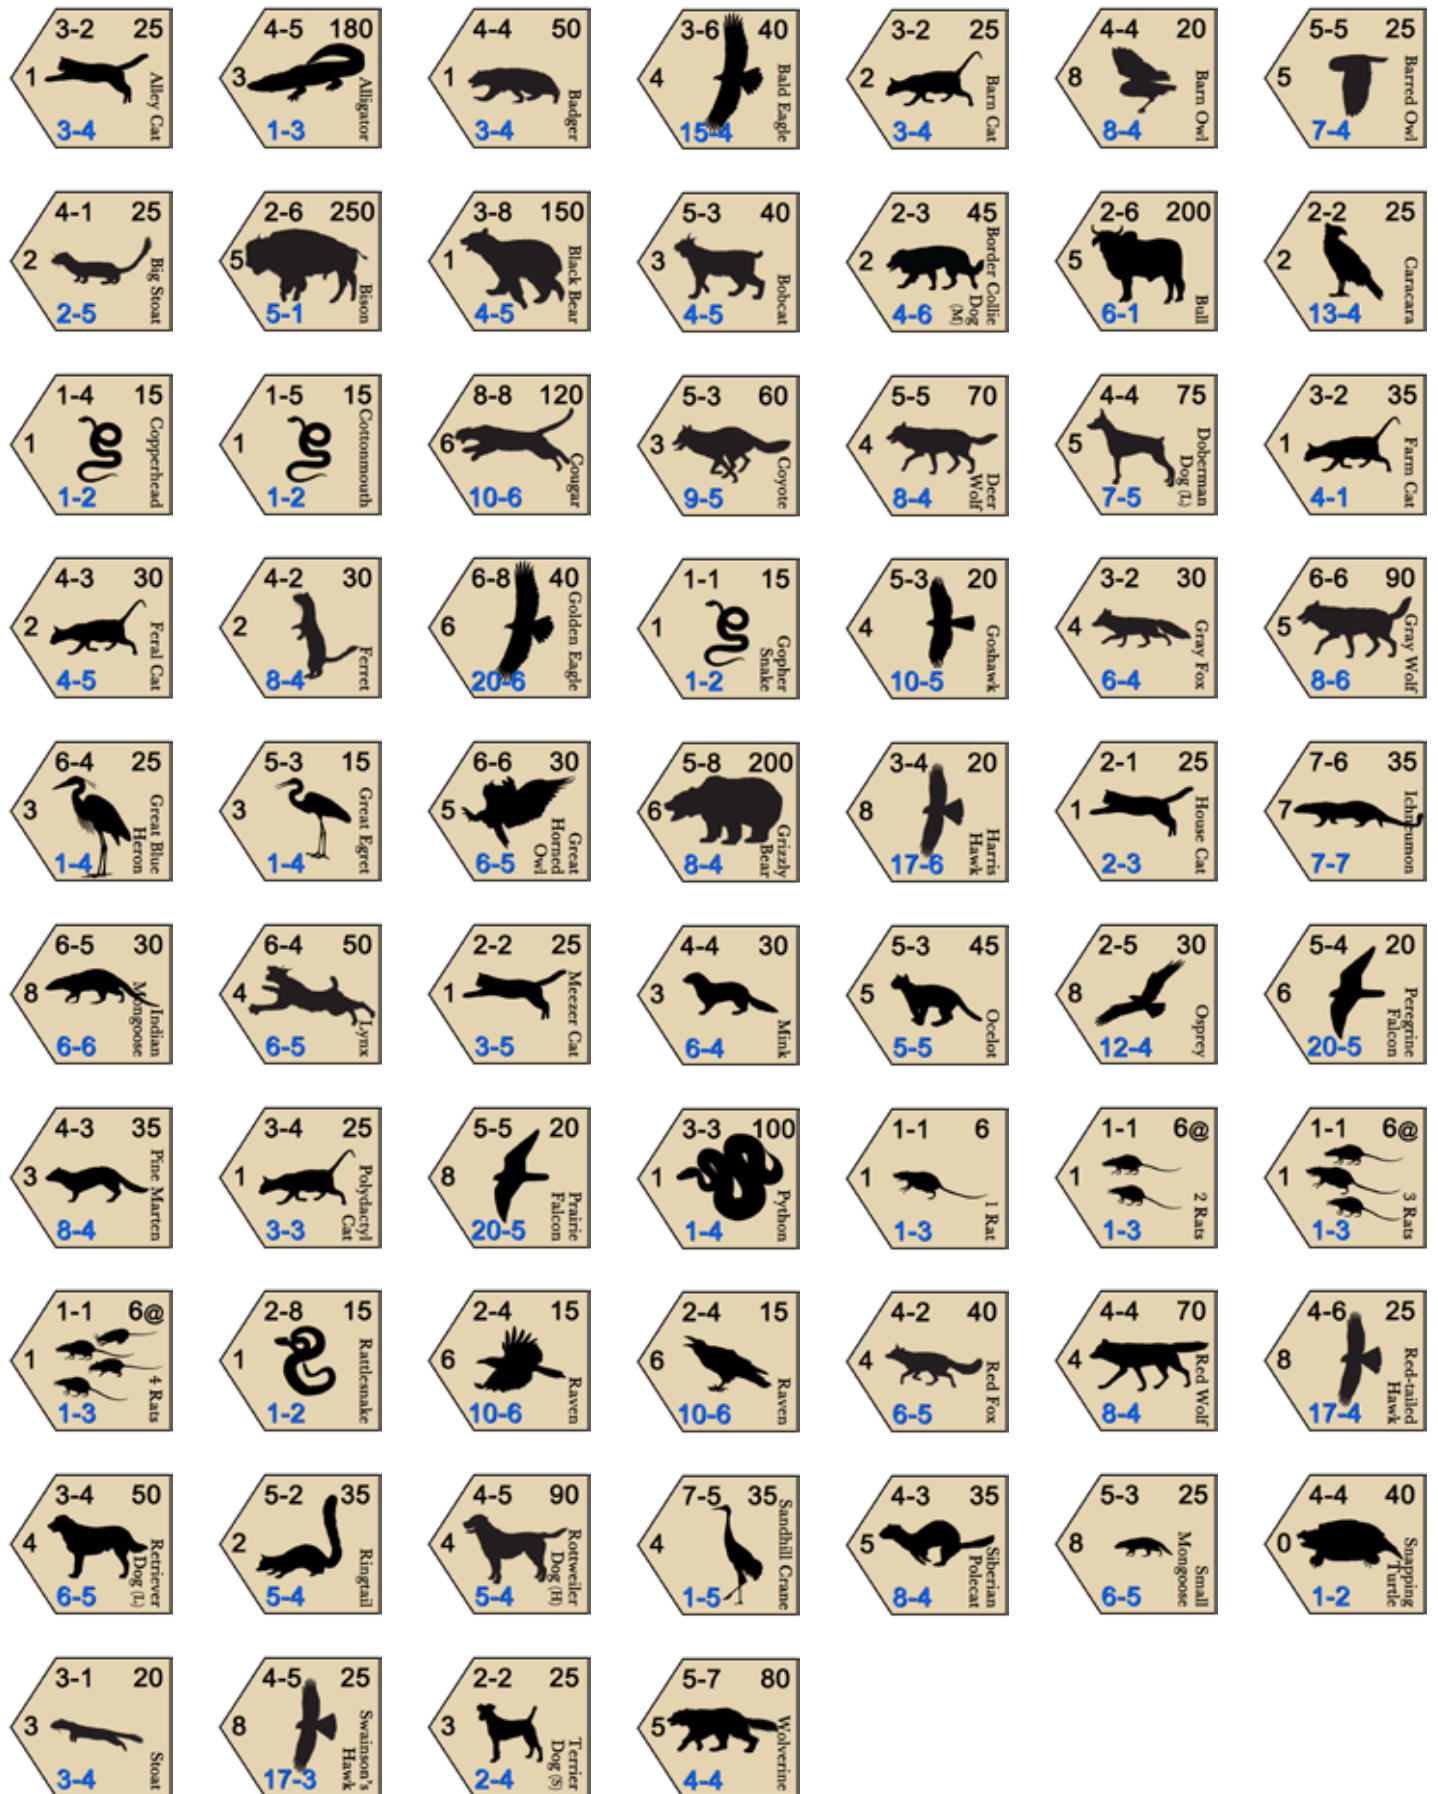 3-2 25
1
Alley Cat
3-4
4-5 180
3
Alligator
1-3
4-4 50
1
Badger
3-4
3-6 40
4
Bald Eagle
15-4
3-2 25
2
Barn Cat
3-4
4-4 20
8
Barn Owl
8-4
5-5 25
5
Barred Owl
7-4
4-1 25
2
Big Stoat
2-5
2-6 250
5
Bison
5-1
3-8 150
1
Black Bear
4-5
5-3 40
3
Bobcat
4-5
2-3 45
2
Border Collie
Dog
(M)
4-6
2-6 200
5
Bull
6-1
2-2 25
2
Caracara
13-4
1-4 15
1
Copperhead
1-2
1-5 15
1
Cottonmouth
1-2
8-8 120
6
Cougar
10-6
5-3 60
3
Coyote
9-5
5-5 70
4
Deer
Wolf
8-4
4-4 75
5
Doberman
Dog (L)
7-5
3-2 35
1
Farm Cat
4-1
4-3 30
2
Feral Cat
4-5
4-2 30
2
Ferret
8-4
6-8 40
6
Golden Eagle
20-6
1-1 15
1
Gopher
Snake
1-2
5-3 20
4
Goshawk
10-5
3-2 30
4
Gray Fox
6-4
6-6 90
5
Gray Wolf
8-6
6-4 25
3
Great Blue
Heron
1-4
5-3 15
3
Great Egret
1-4
6-6 30
5
Great
Horned
Owl
6-5
5-8 200
6
Grizzly
Bear
8-4
3-4 20
8
Harris
Hawk
17-6
2-1 25
1
House Cat
2-3
7-6 35
7
Ichneumon
7-7
6-5 30
8
Indian
Mongoose
6-6
6-4 50
4
Lynx
6-5
2-2 25
1
Meezer Cat
3-5
4-4 30
3
Mink
6-4
5-3 45
5
Ocelot
5-5
2-5 30
8
Osprey
12-4
5-4 20
6
Peregrine
Falcon
20-5
4-3 35
3
Pine Marten
8-4
3-4 25
1
Polydactyl
Cat
3-3
5-5 20
8
Prairie
Falcon
20-5
3-3 100
1
Python
1-4
1-1 6
1
1 Rat
1-3
1-1 6@
1
2 Rats
1-3
1-1 6@
1
3 Rats
1-3
1-1 6@
1
4 Rats
1-3
2-8 15
1
Rattlesnake
1-2
2-4 15
6
Raven
10-6
2-4 15
6
Raven
10-6
4-2 40
4
Red Fox
6-5
4-4 70
4
Red Wolf
8-4
4-6 25
8
Red-tailed
Hawk
17-4
3-4 50
4
Retriever
Dog (L)
6-5
5-2 35
2
Ringtail
5-4
4-5 90
4
Rottweiler
Dog (H)
5-4
7-5 35
4
Sandhill Crane
1-5
4-3 35
5
Siberian
Polecat
8-4
5-3 25
8
Small
Mongoose
6-5
4-4 40
0
Snapping
Turtle
1-2
3-1 20
3
Stoat
3-4
4-5 25
8
Swainson's
Hawk
17-3
2-2 25
3
Terrier
Dog (S)
2-4
5-7 80
5
Wolverine
4-4